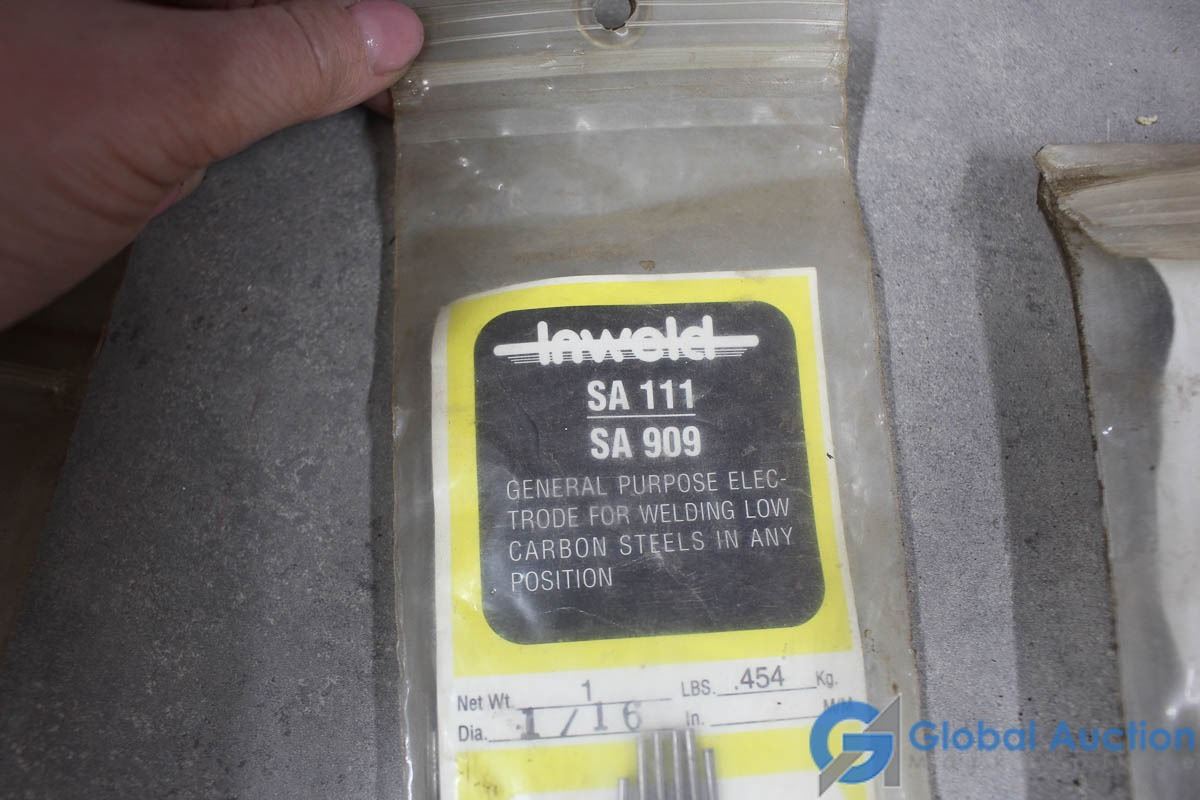 Inweld
SA 111
SA 909
GENERAL PURPOSE ELEC-
TRODE FOR WELDING LOW
CARBON STEELS IN ANY
POSITION
Net Wt. 1 LBS. .454 Kg.
Dia. 1/16 In. M/M
Global Auction